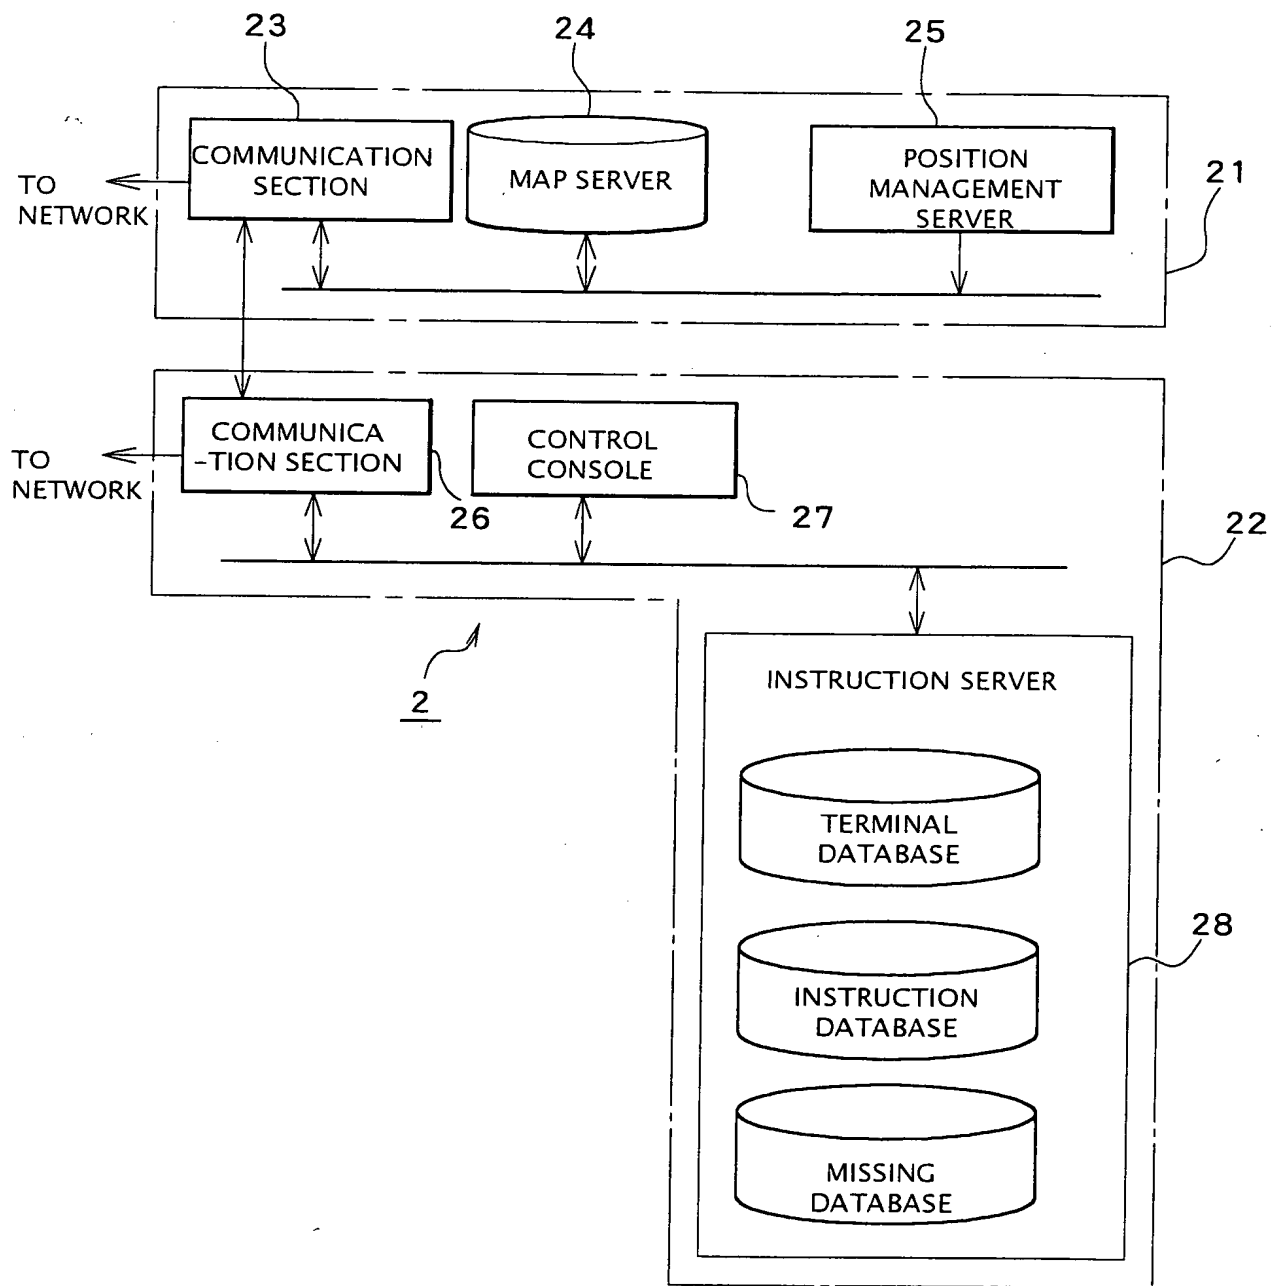 23
24
25
COMMUNICATION
SECTION
MAP SERVER
POSITION
MANAGEMENT
SERVER
TO
NETWORK
21
COMMUNICA
-TION SECTION
CONTROL
CONSOLE
TO
NETWORK
26
27
22
2
INSTRUCTION SERVER
TERMINAL
DATABASE
28
INSTRUCTION
DATABASE
MISSING
DATABASE